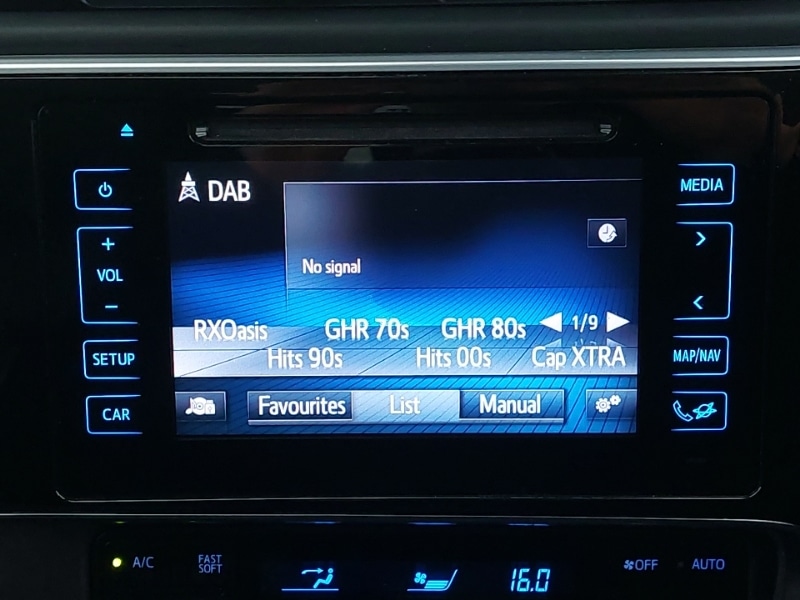 DAB
No signal
RXOasis GHR 70s GHR 80s 1/9
Hits 90s Hits 00s Cap XTRA
Favourites List Manual
+
VOL
−
SETUP
CAR
MEDIA
>
<
MAP/NAV
A/C FAST SOFT 16.0 OFF AUTO